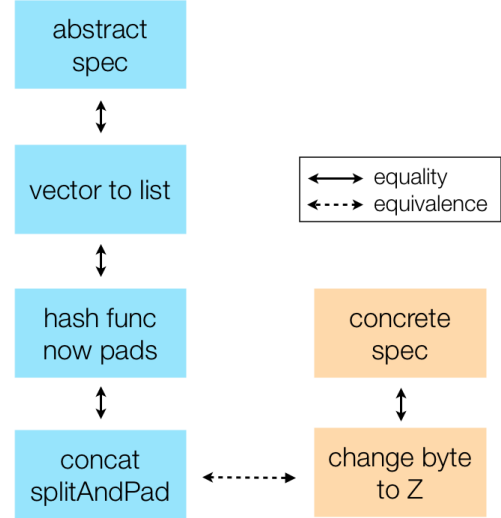 abstract
spec
vector to list
equality
equivalence
hash func
now pads
concrete
spec
concat
splitAndPad
change byte
to Z